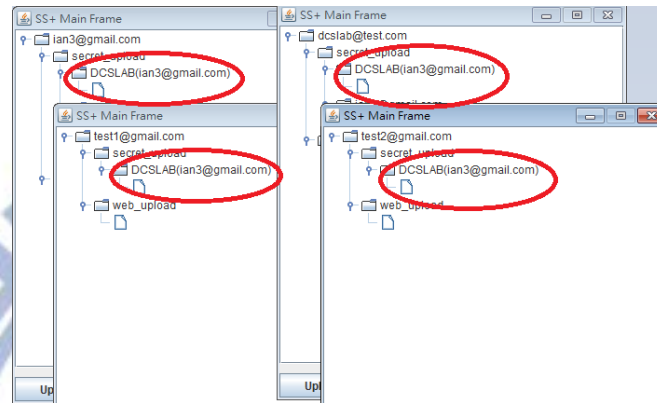 SS+ Main Frame
ian3@gmail.com
secret_upload
DCSLAB(ian3@gmail.com)
SS+ Main Frame
dcslab@test.com
secret_upload
DCSLAB(ian3@gmail.com)
SS+ Main Frame
test1@gmail.com
secret_upload
DCSLAB(ian3@gmail.com)
web_upload
SS+ Main Frame
test2@gmail.com
secret_upload
DCSLAB(ian3@gmail.com)
web_upload
Up
Upl